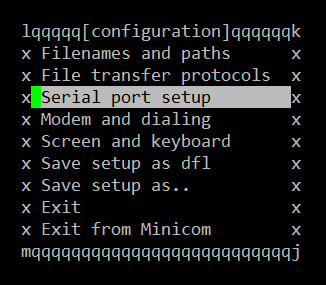 lqqqqq[configuration]qqqqqqk
x Filenames and paths      x
x File transfer protocols  x
x Serial port setup        x
x Modem and dialing        x
x Screen and keyboard      x
x Save setup as dfl        x
x Save setup as..          x
x Exit                     x
x Exit from Minicom        x
mqqqqqqqqqqqqqqqqqqqqqqqqqqj